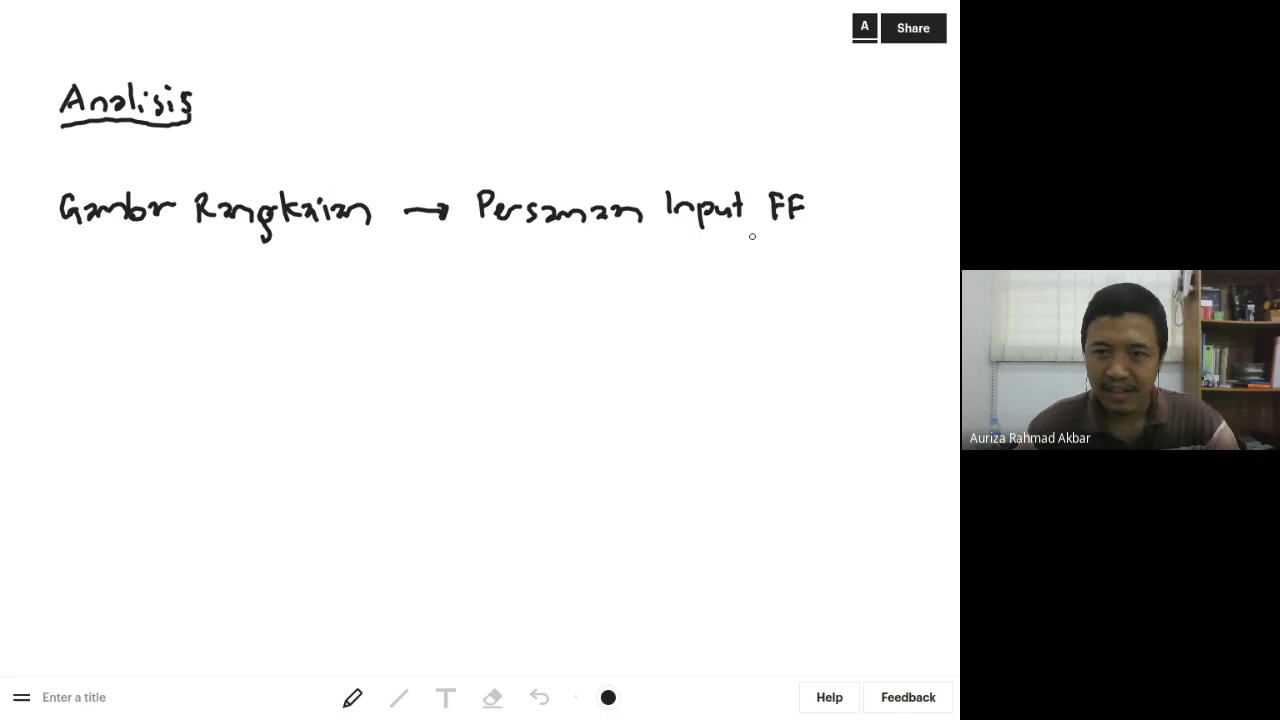 A Share
Analisis
Gambar Rangkaian → Persamaan Input FF
Auriza Rahmad Akbar
Enter a title
T
Help
Feedback